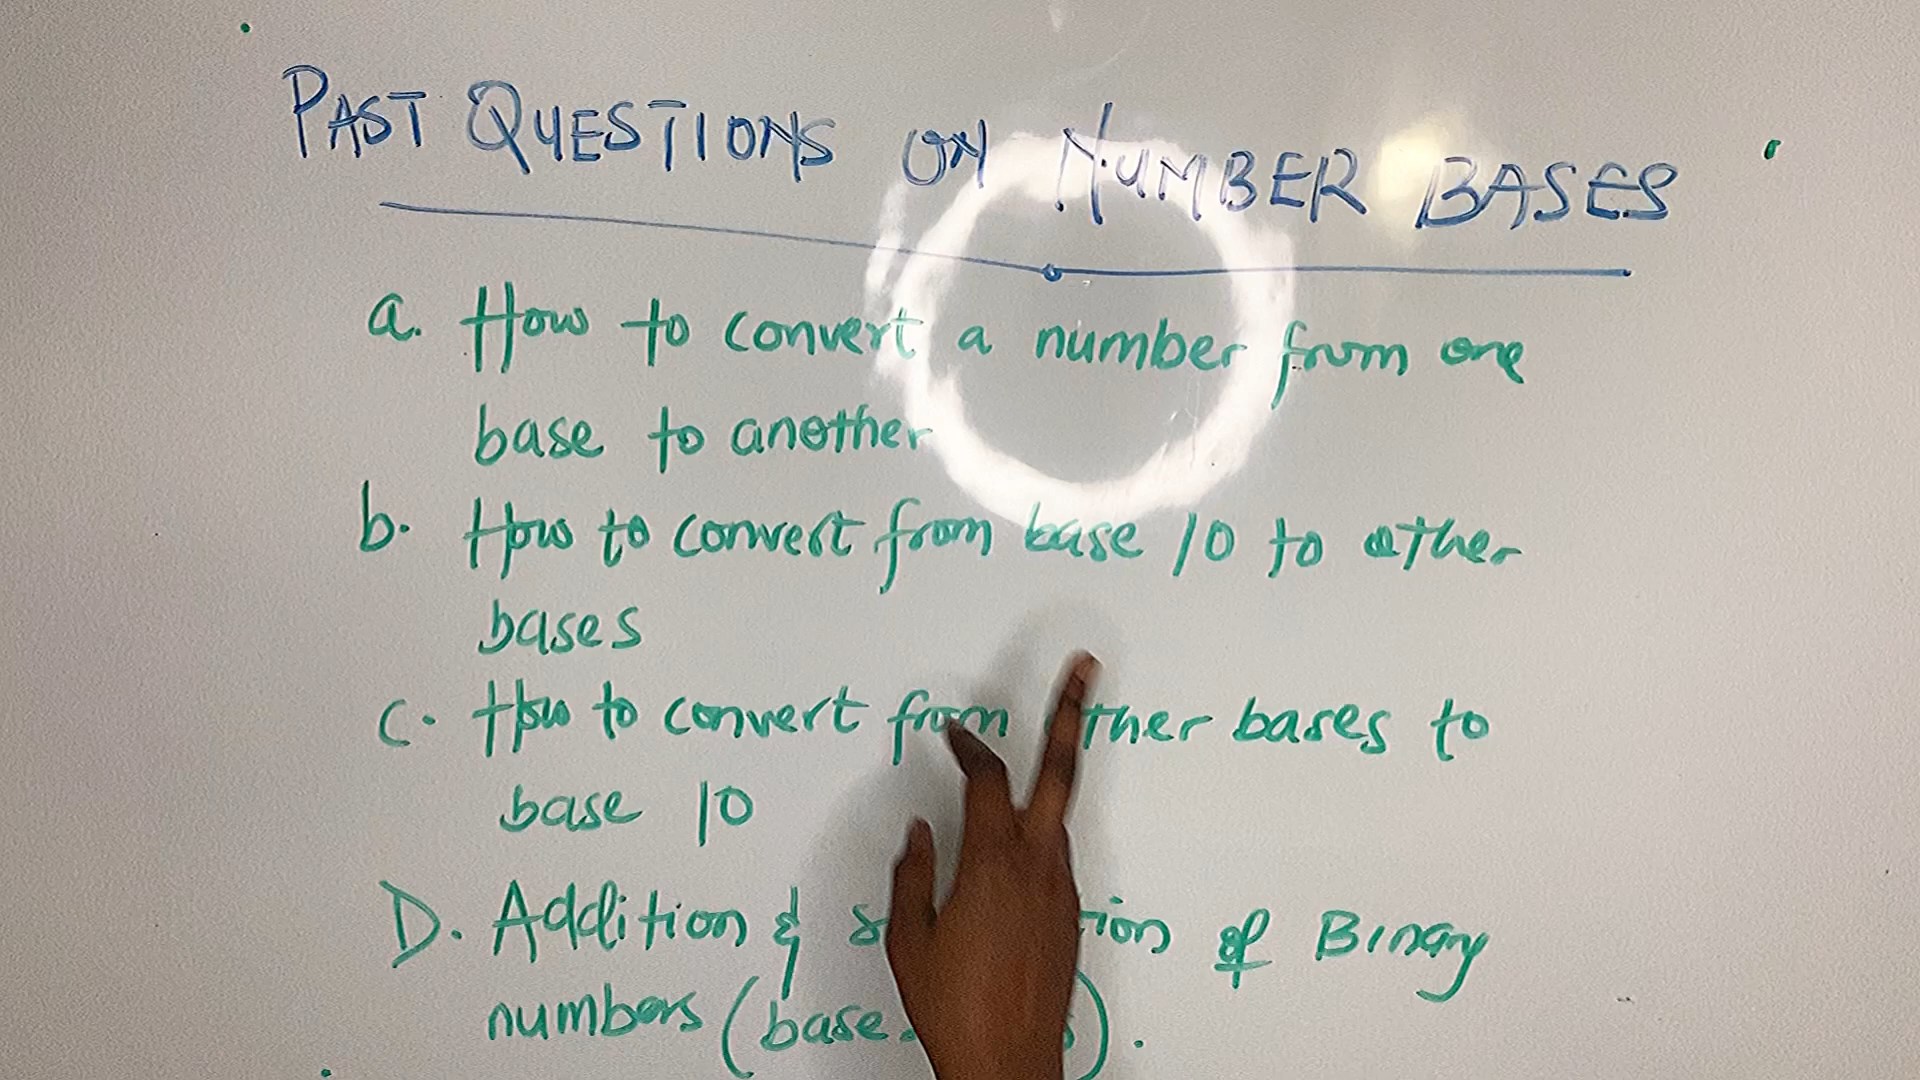 PAST QUESTIONS ON NUMBER BASES
a. How to convert a number from one
base to another
b. How to convert from base 10 to other
bases
c. How to convert from other bases to
base 10
D. Addition & of Binary
numbers (base ).